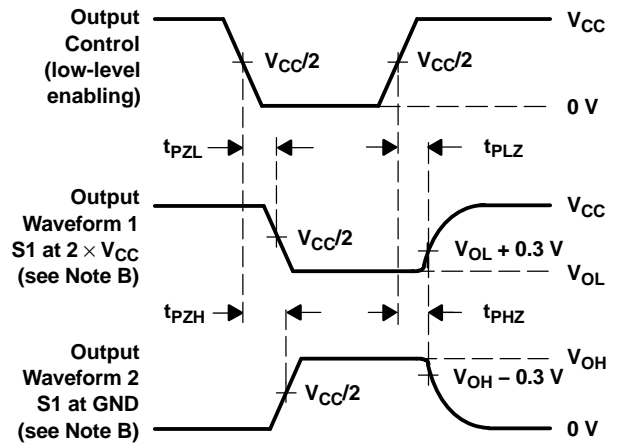 Output
Control
(low-level
enabling)
VCC/2
VCC/2
VCC
0 V
tPZL
tPLZ
Output
Waveform 1
S1 at 2 × VCC
(see Note B)
VCC/2
VCC
VOL + 0.3 V
VOL
tPZH
tPHZ
Output
Waveform 2
S1 at GND
(see Note B)
VCC/2
VOH
VOH − 0.3 V
0 V